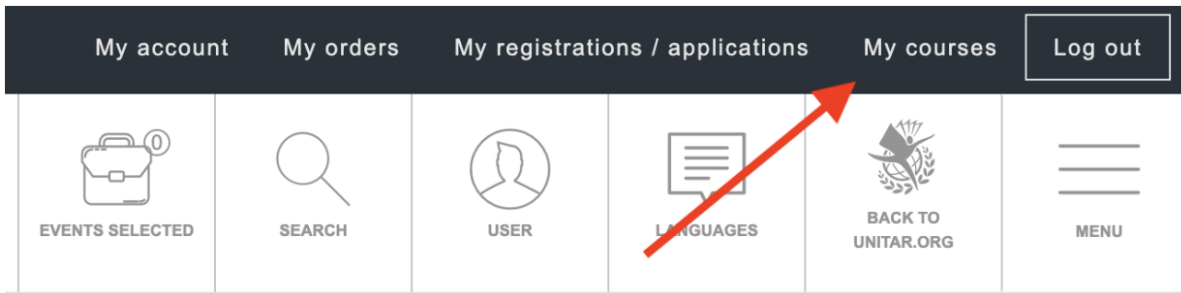 My account My orders My registrations / applications My courses Log out
0
EVENTS SELECTED SEARCH USER LANGUAGES BACK TO UNITAR.ORG MENU